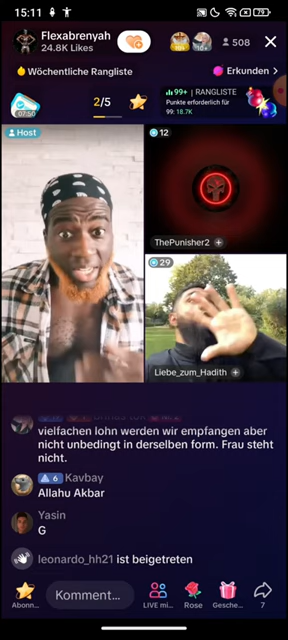 15:11
79
Flexabrenyah
24.8K Likes
10+
508
Wöchentliche Rangliste
Erkunden >
07:50
2/5
99+ | RANGLISTE
Punkte erforderlich für
99: 18.7K
Host
12
ThePunisher2 +
29
Liebe_zum_Hadith +
vielfachen lohn werden wir empfangen aber
nicht unbedingt in derselben form. Frau steht
nicht.
6 Kavbay
Allahu Akbar
Yasin
G
leonardo_hh21 ist beigetreten
Komment...
Abonn...
LIVE mi...
Rose
Gesche...
7